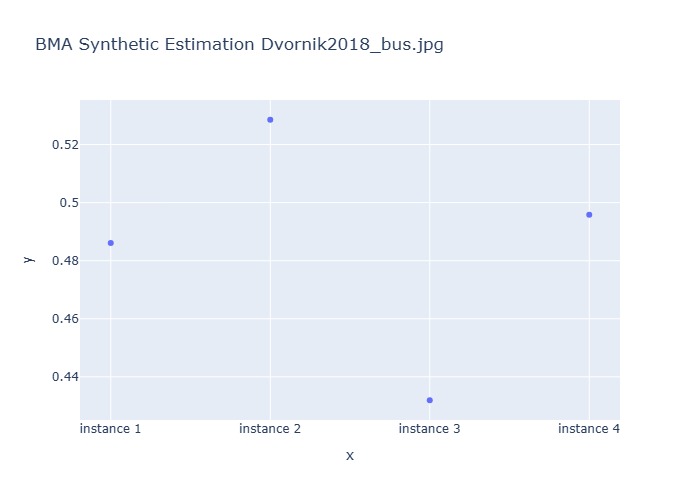 BMA Synthetic Estimation Dvornik2018_bus.jpg
0.52
0.5
0.48
0.46
0.44
y
instance 1
instance 2
instance 3
instance 4
x